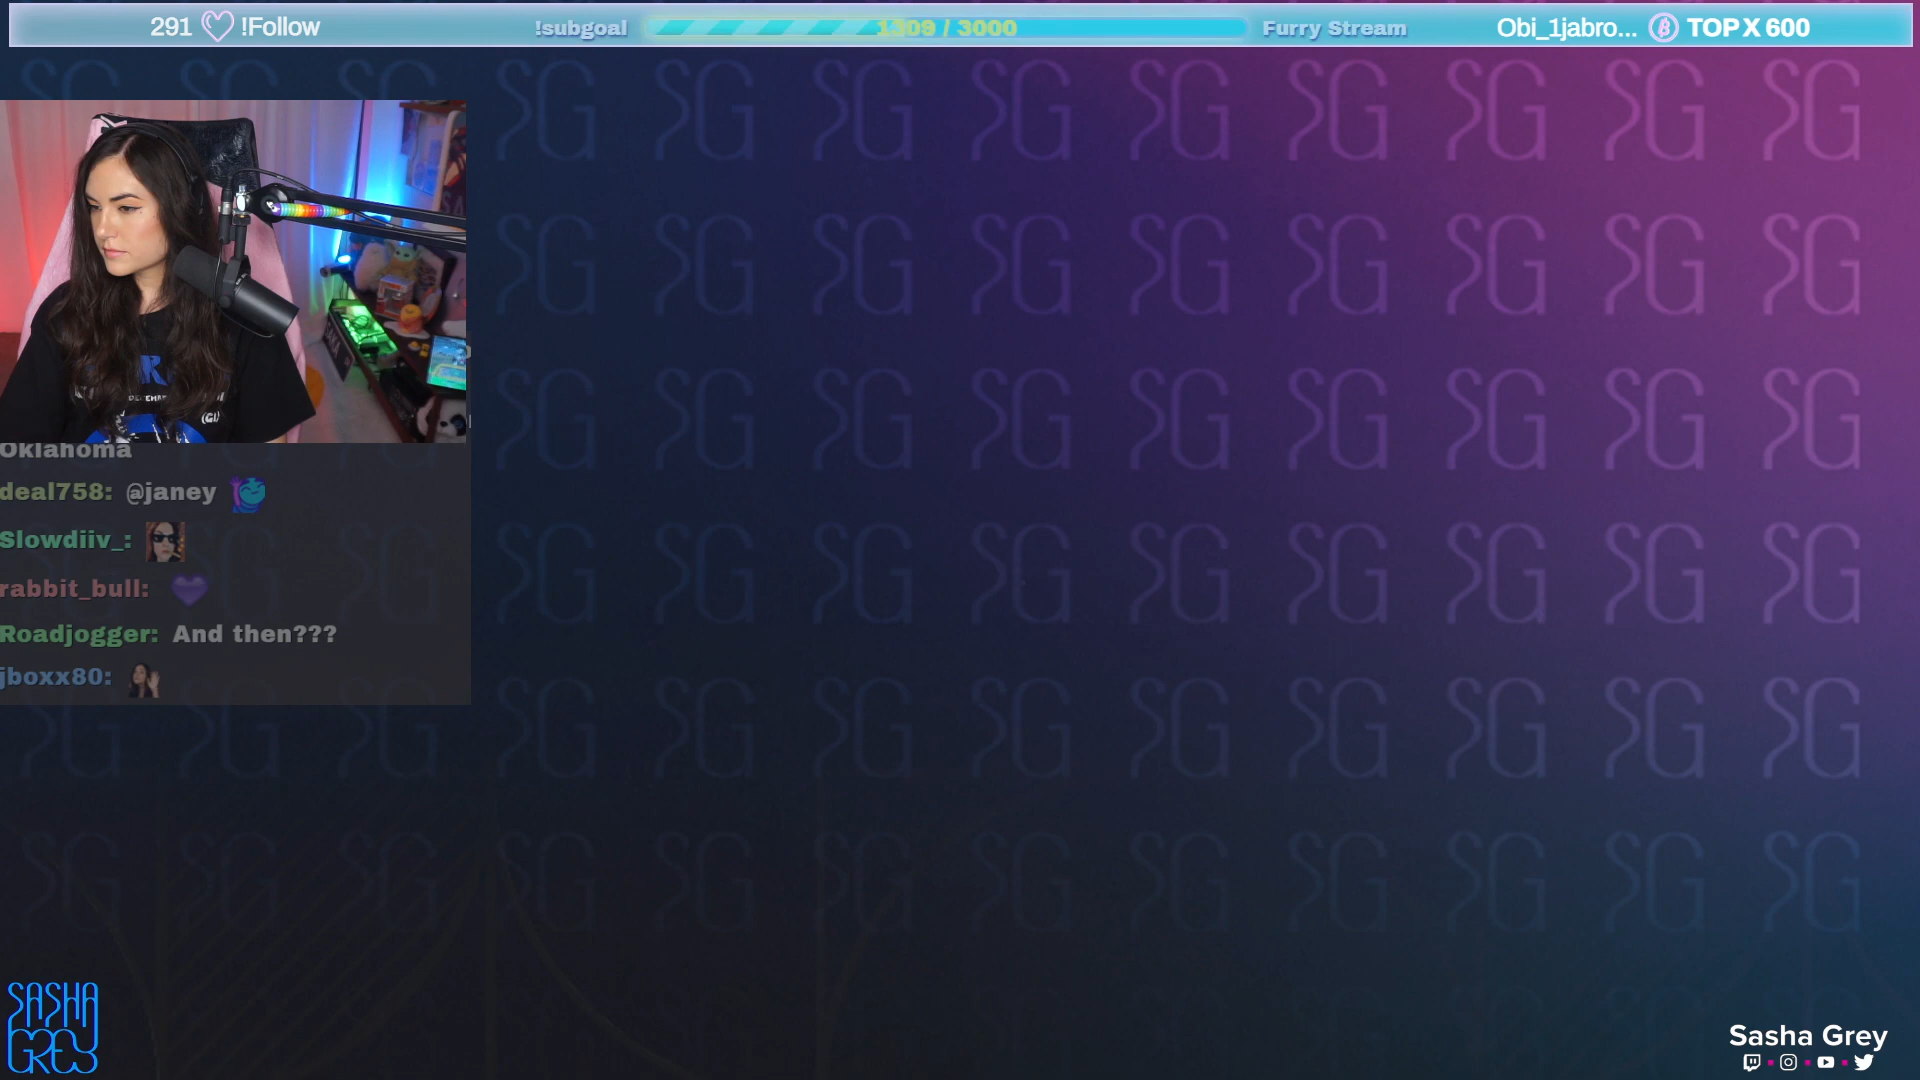 291 !Follow
!subgoal 1309 / 3000 Furry Stream
Obi_1jabro... TOP X 600
Oklahoma
deal758: @janey
Slowdiiv_:
rabbit_bull:
Roadjogger: And then???
jboxx80:
SASHA
GREY
Sasha Grey